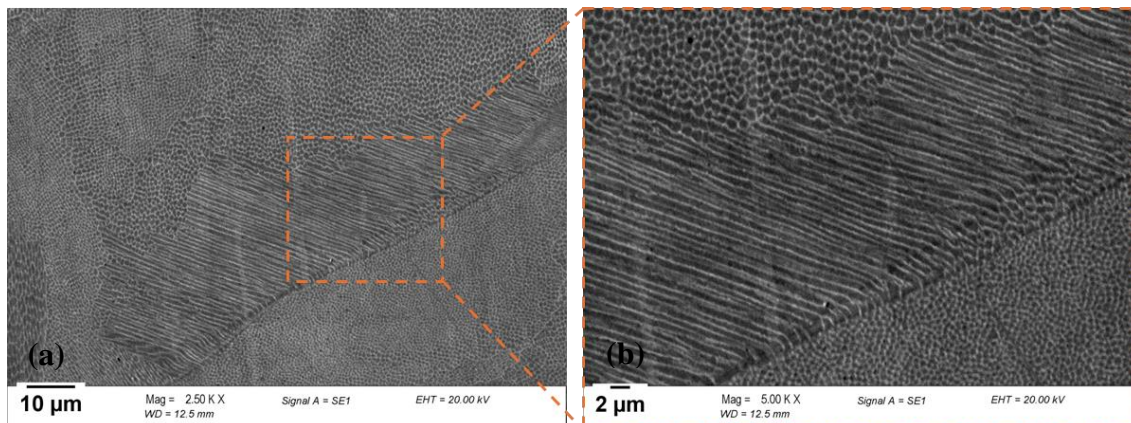 (a)
10 µm
Mag = 2.50 K X
WD = 12.5 mm
Signal A = SE1
EHT = 20.00 kV
(b)
2 µm
Mag = 5.00 K X
WD = 12.5 mm
Signal A = SE1
EHT = 20.00 kV